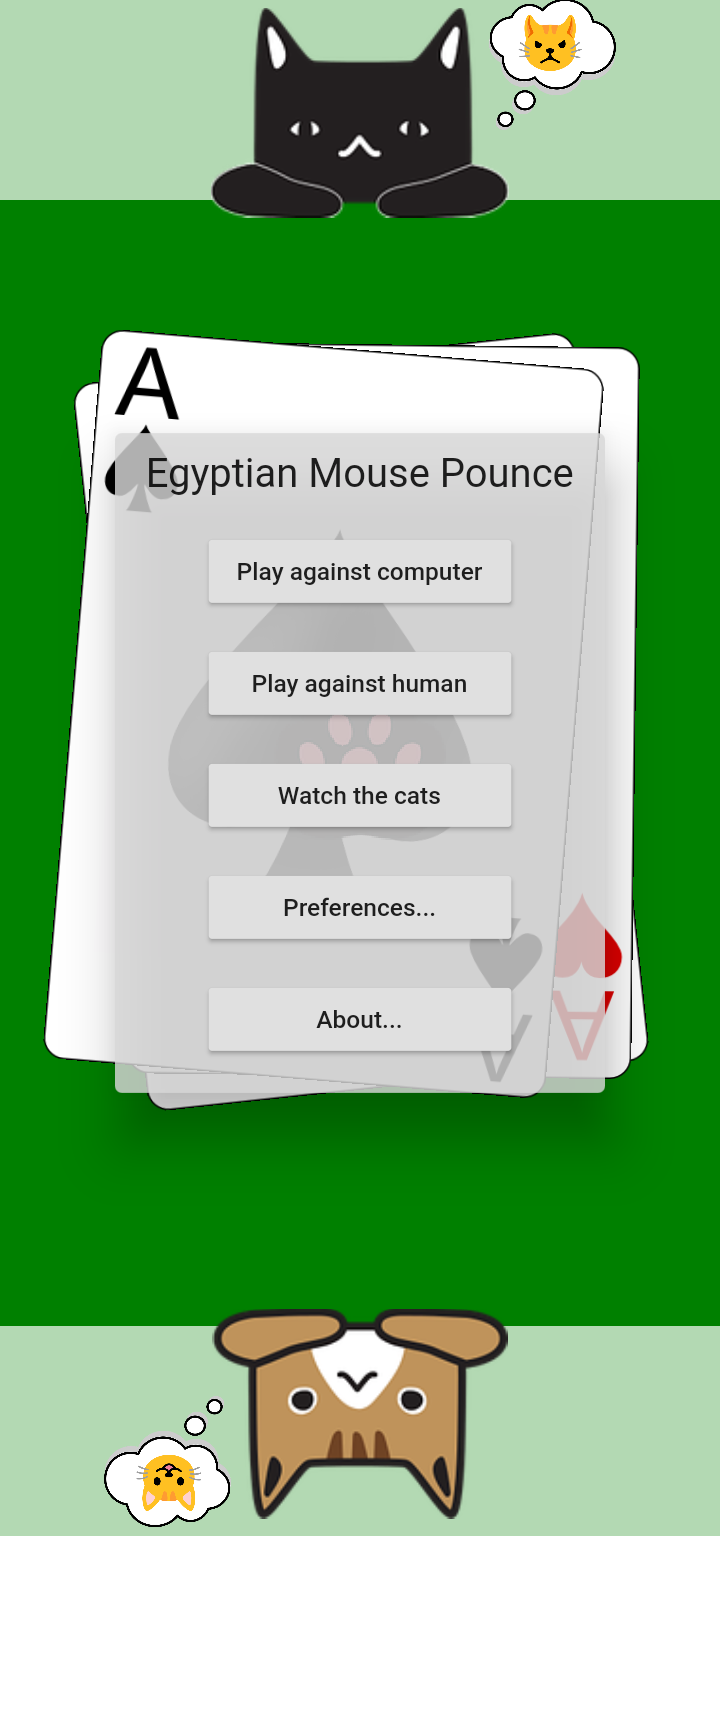 A
Egyptian Mouse Pounce
Play against computer
Play against human
Watch the cats
Preferences...
About...
A
A